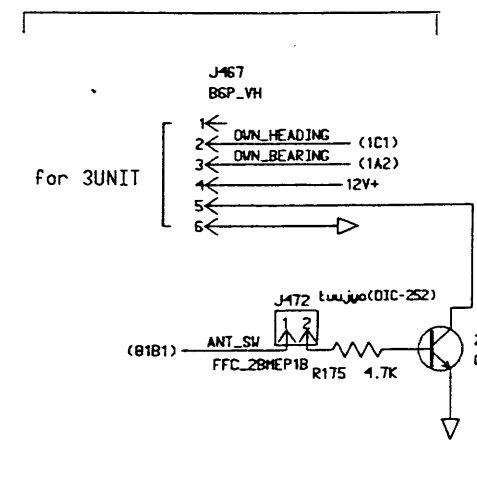 J467
B6P_VH
1
2 OWN_HEADING (1C1)
3 OWN_BEARING (1A2)
4 12V+
5
6
for 3UNIT
J472 tuujyo(DIC-252)
1 2
(81B1) ANT_SW
FFC_2BMEP1B
R175 4.7K